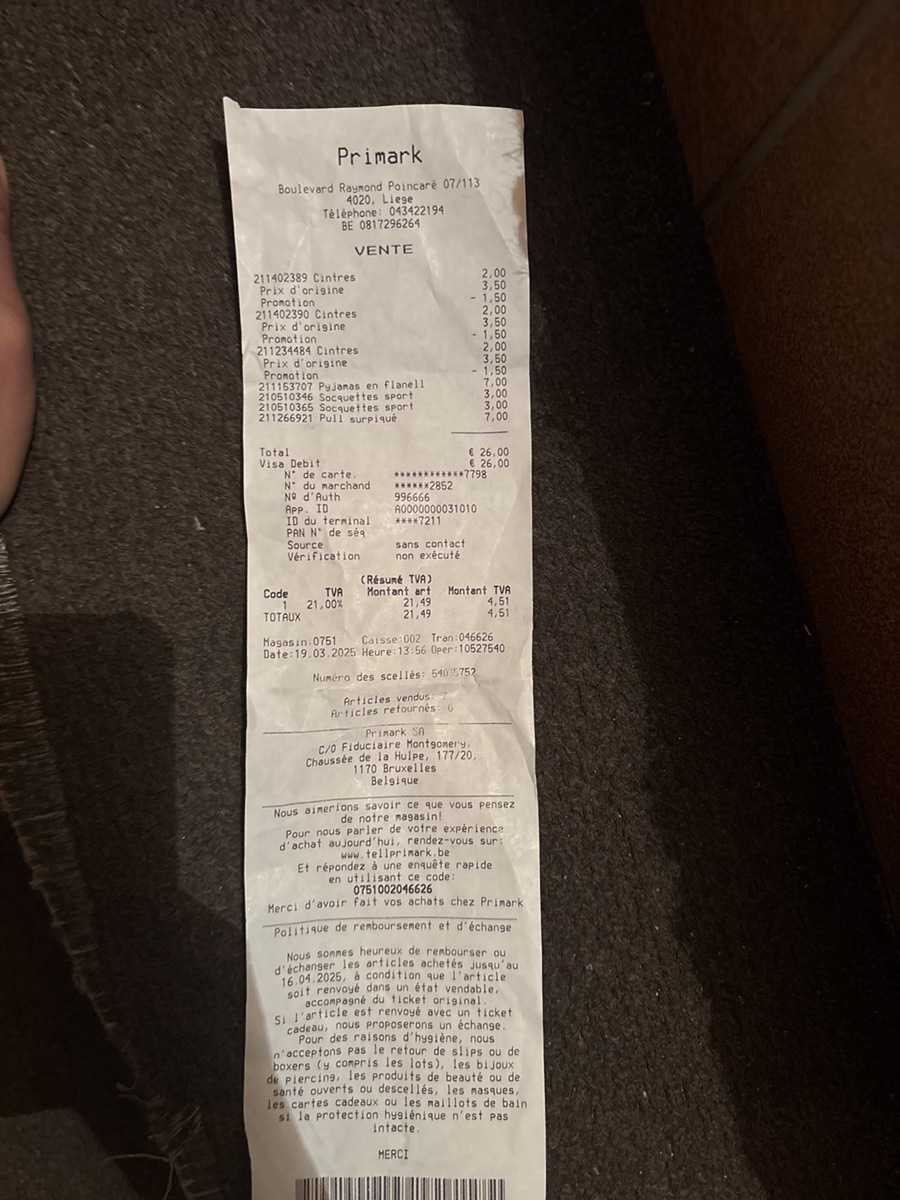 Primark
Boulevard Raymond Poincaré 07/113
4020, Liege
Téléphone: 043422194
BE 0817296264
VENTE
211402389 Cintres 2,00
Prix d'origine 3,50
Promotion - 1,50
211402390 Cintres 2,00
Prix d'origine 3,50
Promotion - 1,50
211234484 Cintres 2,00
Prix d'origine 3,50
Promotion - 1,50
211153707 Pyjamas en flanell 7,00
210510346 Socquettes sport 3,00
210510365 Socquettes sport 3,00
211266921 Pull surpiqué 7,00
Total € 26,00
Visa Debit € 26,00
N° de carte. ************7798
N° du marchand ******2852
Nº d'Auth 996666
App. ID A0000000031010
ID du terminal ****7211
PAN N° de séq
Source sans contact
Vérification non exécuté
(Résumé TVA)
Code TVA Montant art Montant TVA
1 21,00% 21,49 4,51
TOTAUX 21,49 4,51
Magasin:0751 Caisse:002 Tran:046626
Date:19.03.2025 Heure:13:56 Oper:10527540
Numéro des scellés:
Articles vendus:
Articles retournés: 0
Primark SA
C/O Fiduciaire Montgomery,
Chaussée de la Hulpe, 177/20,
1170 Bruxelles
Belgique
Nous aimerions savoir ce que vous pensez
de notre magasin!
Pour nous parler de votre expérience
d'achat aujourd'hui, rendez-vous sur:
www.tellprimark.be
Et répondez à une enquête rapide
en utilisant ce code:
0751002046626
Merci d'avoir fait vos achats chez Primark
Politique de remboursement et d'échange
Nous sommes heureux de rembourser ou
d'échanger les articles achetés jusqu'au
16.04.2025, à condition que l'article
soit renvoyé dans un état vendable,
accompagné du ticket original.
Si l'article est renvoyé avec un ticket
cadeau, nous proposerons un échange.
Pour des raisons d'hygiène, nous
n'acceptons pas le retour de slips ou de
boxers (y compris les lots), les bijoux
de piercing, les produits de beauté ou de
santé ouverts ou descellés, les masques,
les cartes cadeaux ou les maillots de bain
si la protection hygiénique n'est pas
intacte.
MERCI